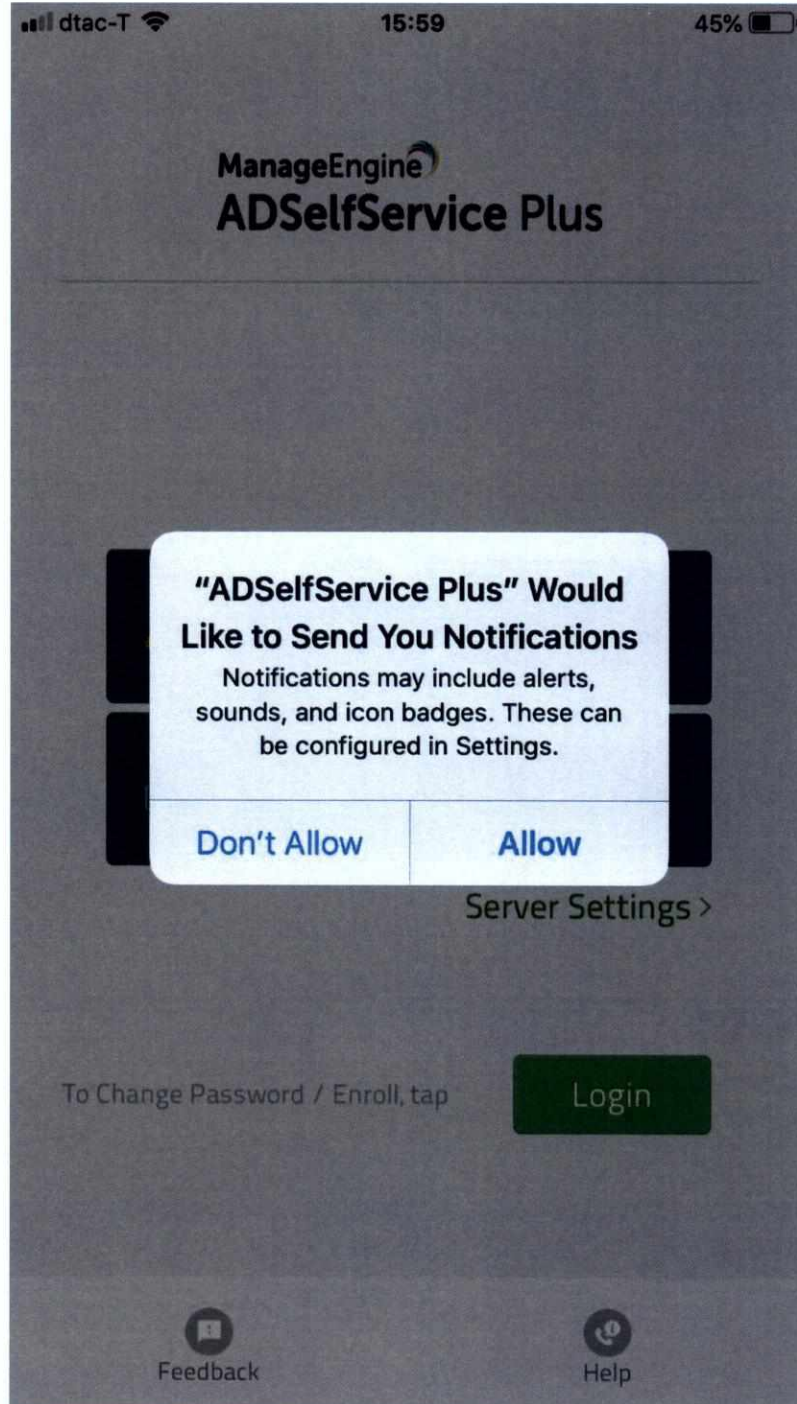 dtac-T 15:59 45%
ManageEngine
ADSelfService Plus
"ADSelfService Plus" Would
Like to Send You Notifications
Notifications may include alerts,
sounds, and icon badges. These can
be configured in Settings.
Don't Allow Allow
Server Settings >
To Change Password / Enroll, tap Login
Feedback Help